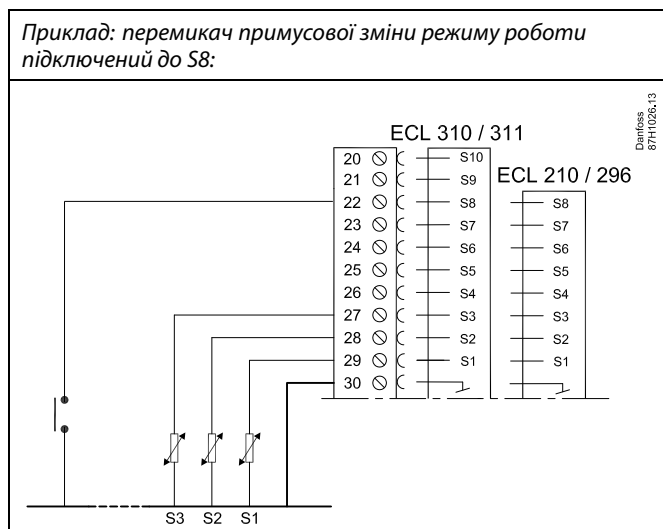 Приклад: перемикач примусової зміни режиму роботи
підключений до S8:
Danfoss
87H1026.13
ECL 310 / 311
ECL 210 / 296
20 S10
21 S9
22 S8 S8
23 S7 S7
24 S6 S6
25 S5 S5
26 S4 S4
27 S3 S3
28 S2 S2
29 S1 S1
30
S3 S2 S1